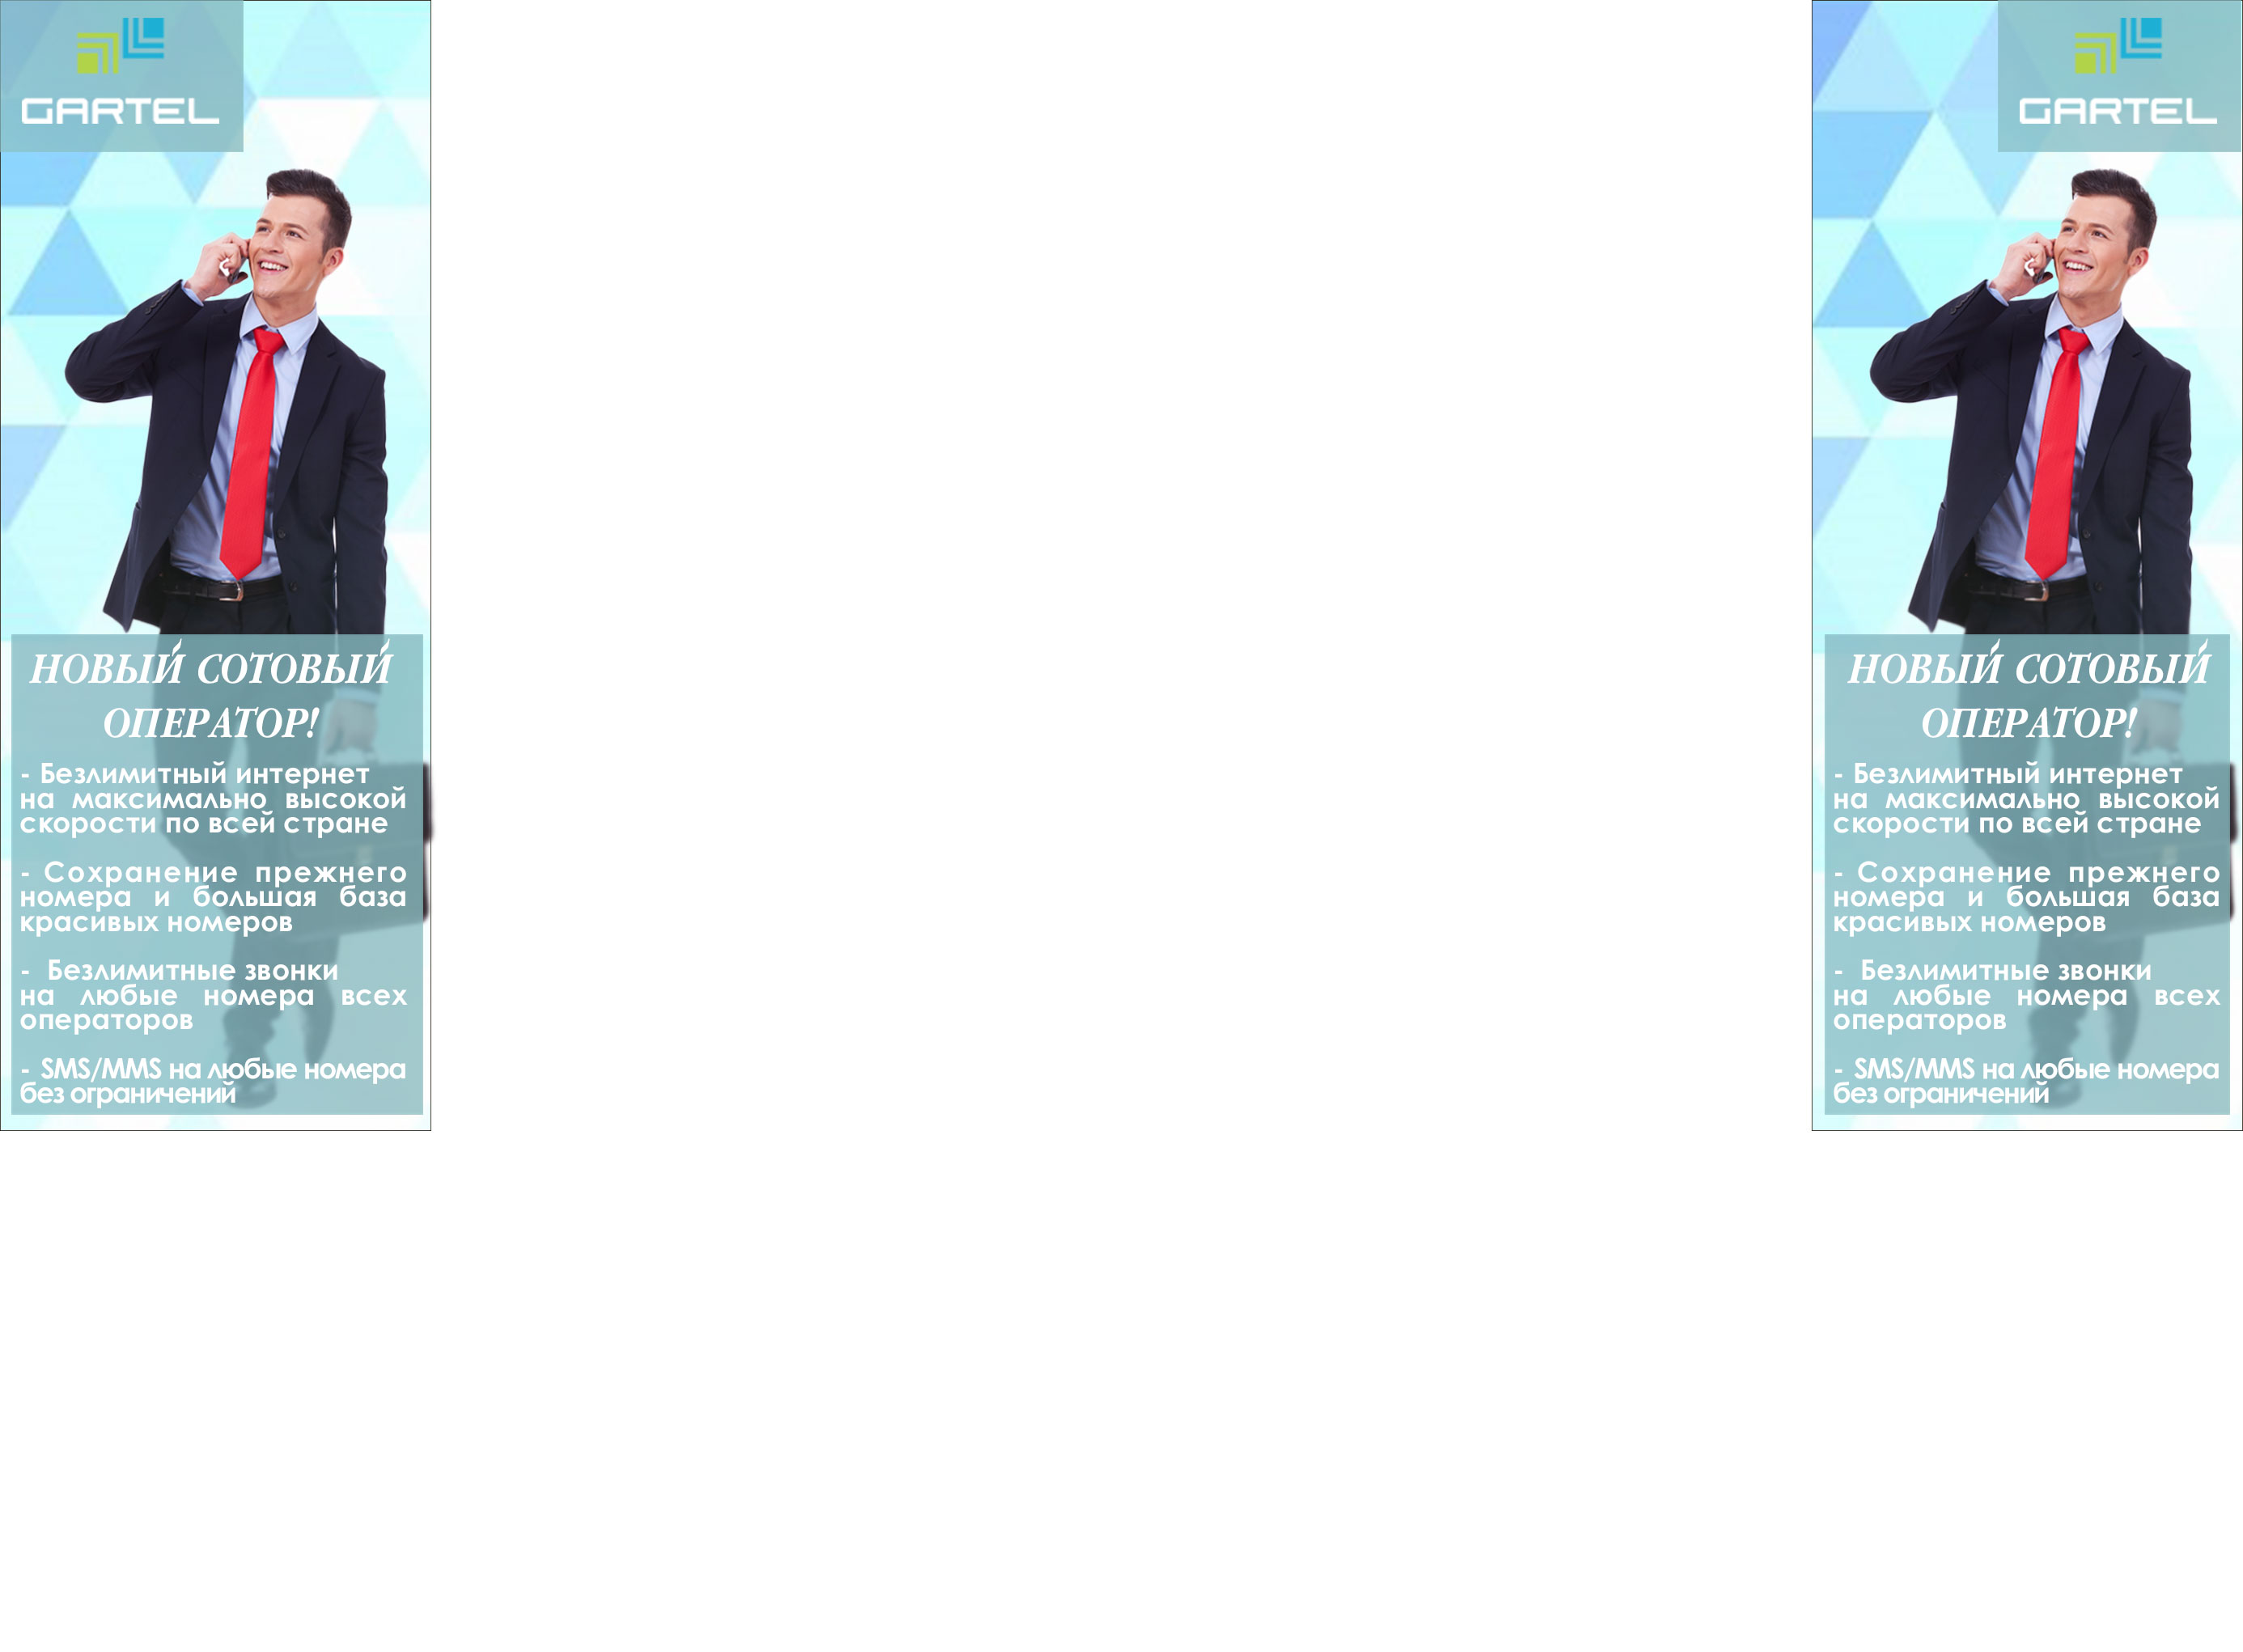 GARTEL
НОВЫЙ СОТОВЫЙ
ОПЕРАТОР!
- Безлимитный интернет
на максимально высокой
скорости по всей стране
- Сохранение прежнего
номера и большая база
красивых номеров
- Безлимитные звонки
на любые номера всех
операторов
- SMS/MMS на любые номера
без ограничений
GARTEL
НОВЫЙ СОТОВЫЙ
ОПЕРАТОР!
- Безлимитный интернет
на максимально высокой
скорости по всей стране
- Сохранение прежнего
номера и большая база
красивых номеров
- Безлимитные звонки
на любые номера всех
операторов
- SMS/MMS на любые номера
без ограничений